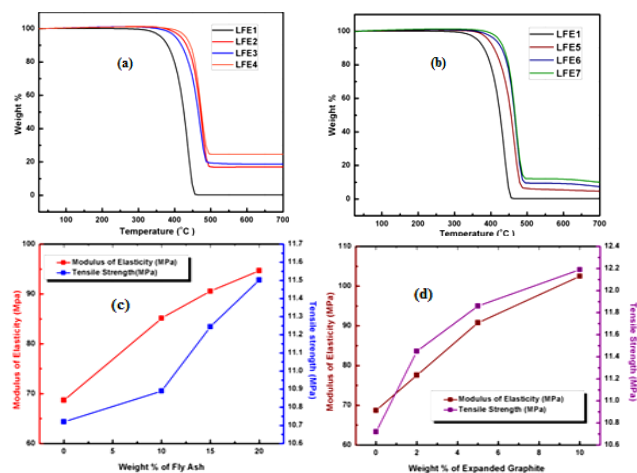 100
80
60
40
20
0
Weight %
(a)
LFE1
LFE2
LFE3
LFE4
100 200 300 400 500 600 700
Temperature (°C)
100
80
60
40
20
0
Weight %
(b)
LFE1
LFE5
LFE6
LFE7
100 200 300 400 500 600 700
Temperature (°C)
100
90
80
70
60
Modulus of Elasticity (Mpa)
Modulus of Elasticity (MPa)
Tensile Strength(MPa)
(c)
11.7
11.6
11.5
11.4
11.3
11.2
11.1
11.0
10.9
10.8
10.7
10.6
Tensile strength (MPa)
0 5 10 15 20
Weight % of Fly Ash
110
100
90
80
70
60
Modulus of Elasticity (MPa)
(d)
Modulus of Elasticity (MPa)
Tensile Strength (MPa)
12.4
12.2
12.0
11.8
11.6
11.4
11.2
11.0
10.8
10.6
Tensile Strength (MPa)
0 2 4 6 8 10
Weight % of Expanded Graphite